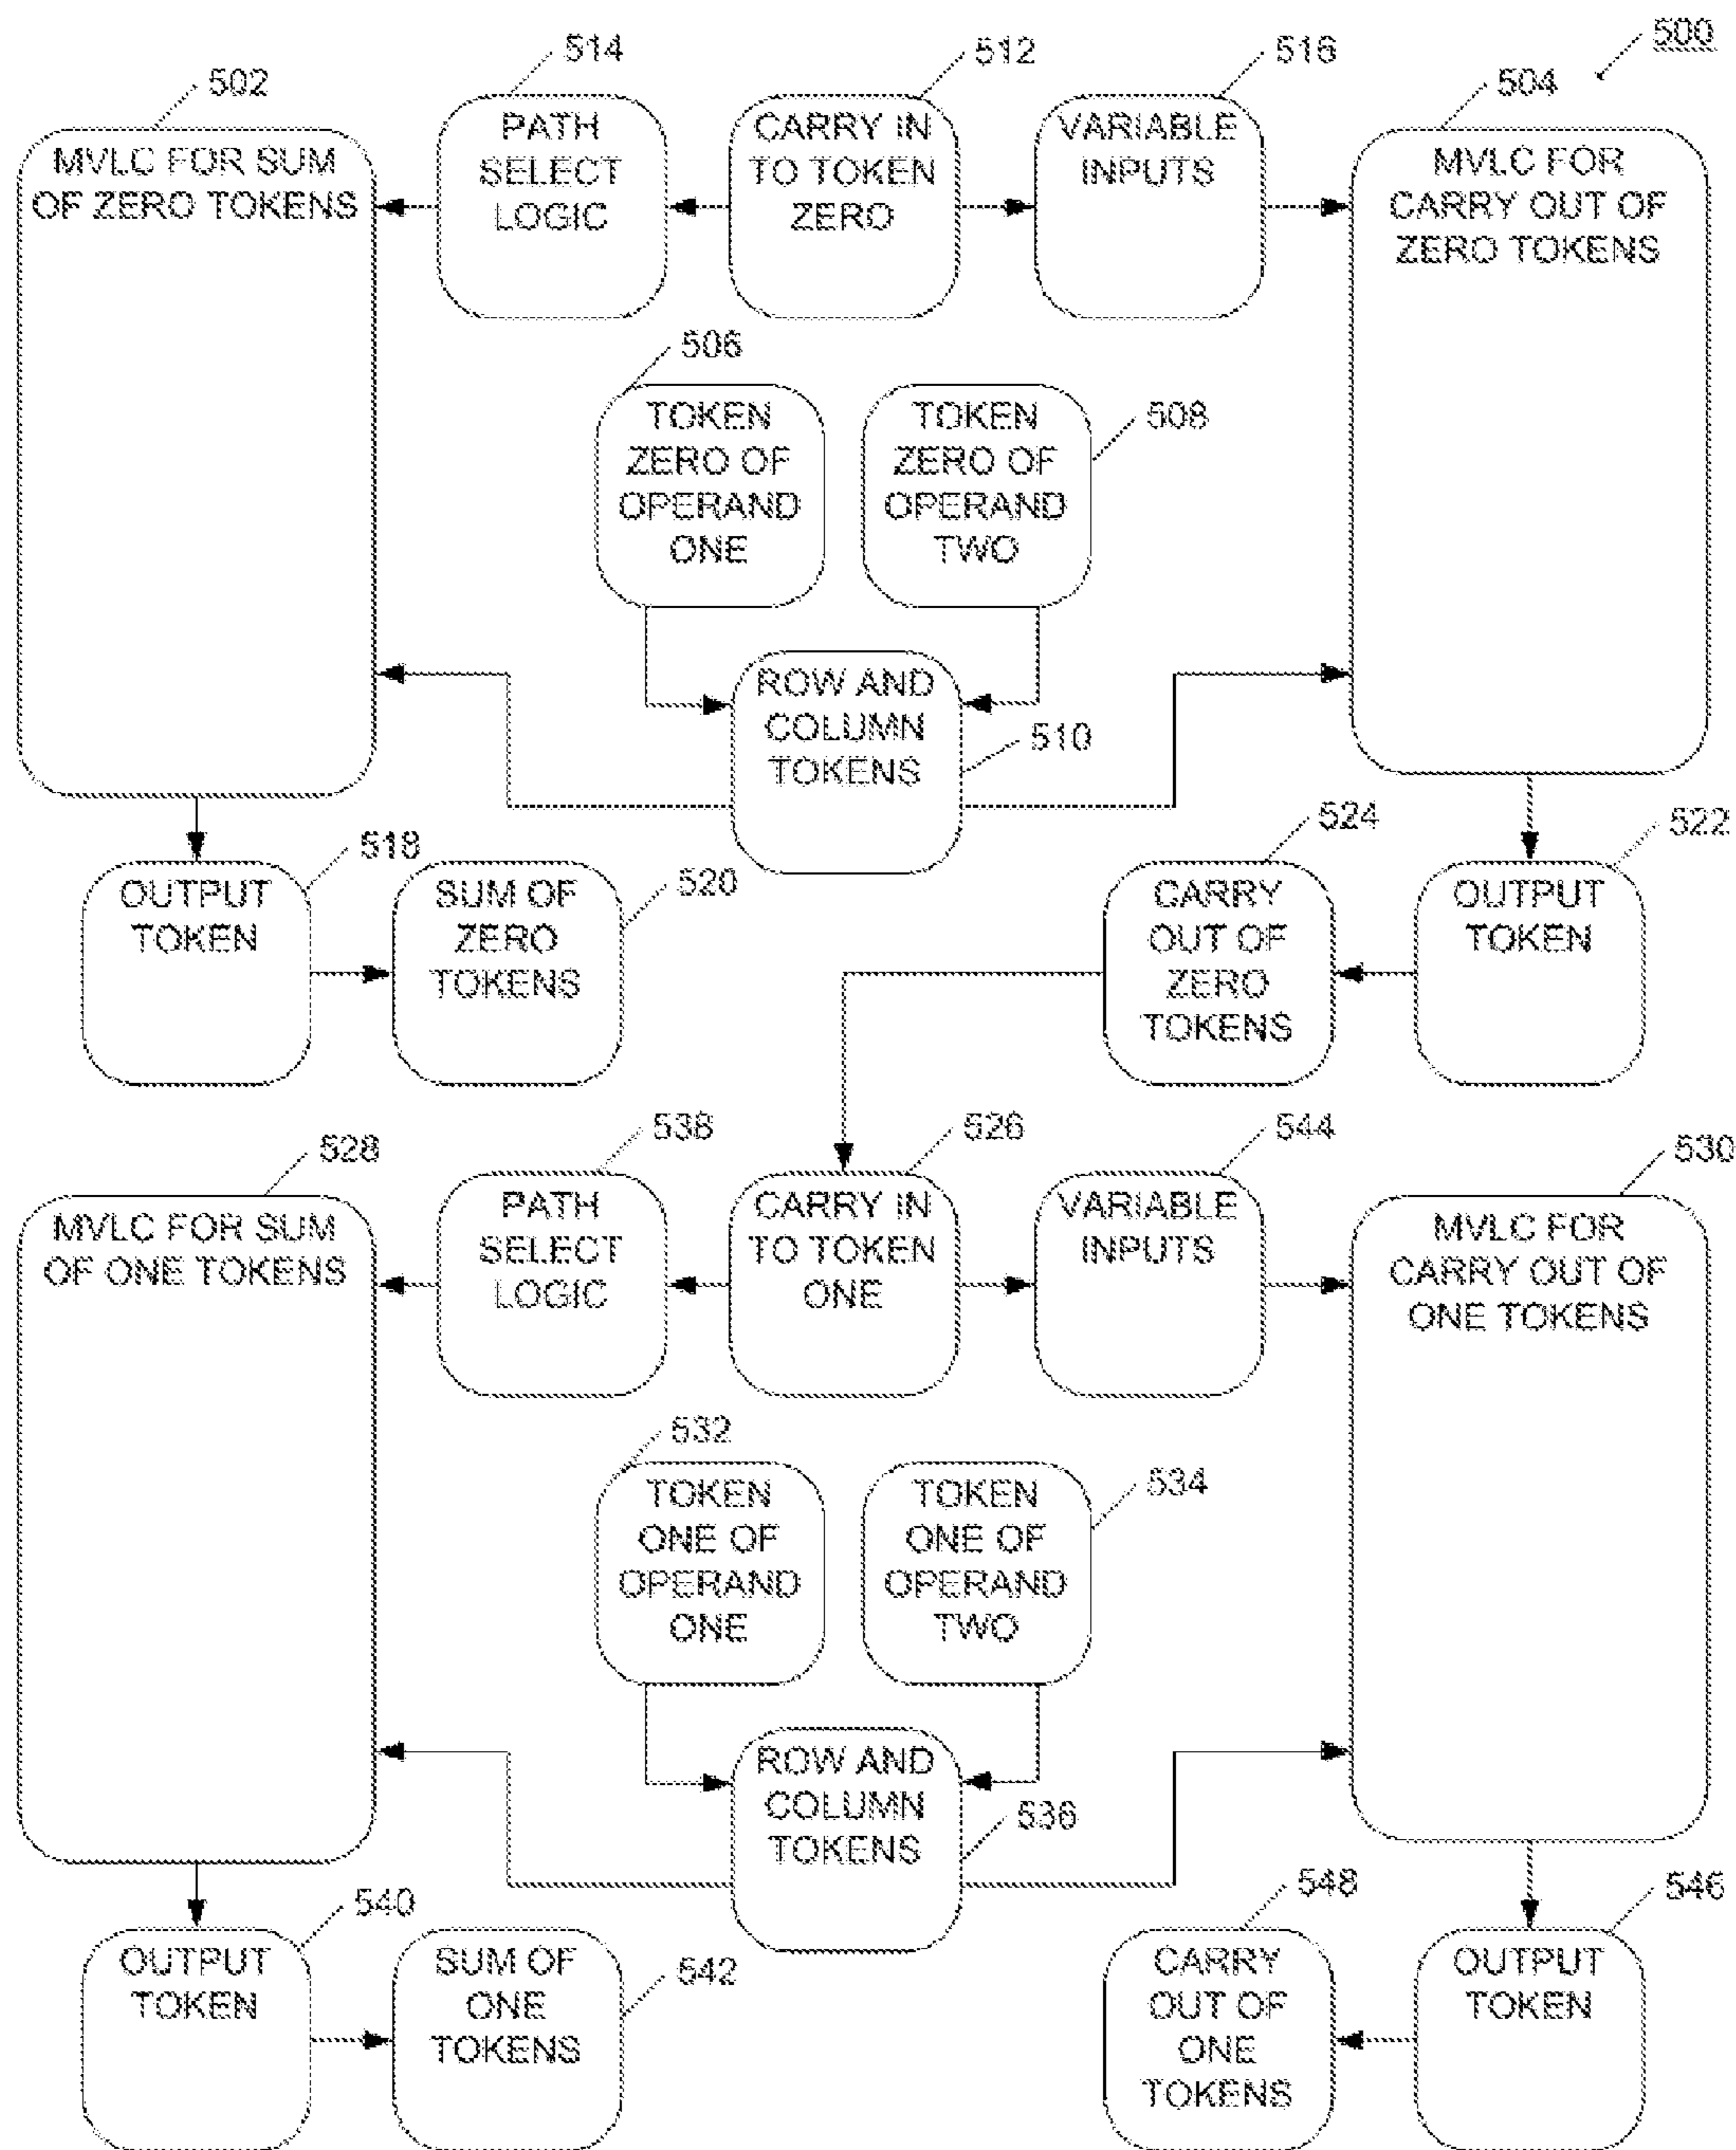 500
514
512
516
502
504
PATH
SELECT
LOGIC
CARRY IN
TO TOKEN
ZERO
VARIABLE
INPUTS
MVLC FOR SUM
OF ZERO TOKENS
MVLC FOR
CARRY OUT OF
ZERO TOKENS
506
508
TOKEN
ZERO OF
OPERAND
ONE
TOKEN
ZERO OF
OPERAND
TWO
ROW AND
COLUMN
TOKENS
510
518
520
524
522
OUTPUT
TOKEN
SUM OF
ZERO
TOKENS
CARRY
OUT OF
ZERO
TOKENS
OUTPUT
TOKEN
538
526
544
528
530
PATH
SELECT
LOGIC
CARRY IN
TO TOKEN
ONE
VARIABLE
INPUTS
MVLC FOR SUM
OF ONE TOKENS
MVLC FOR
CARRY OUT OF
ONE TOKENS
532
534
TOKEN
ONE OF
OPERAND
ONE
TOKEN
ONE OF
OPERAND
TWO
ROW AND
COLUMN
TOKENS
536
540
542
548
546
OUTPUT
TOKEN
SUM OF
ONE
TOKENS
CARRY
OUT OF
ONE
TOKENS
OUTPUT
TOKEN